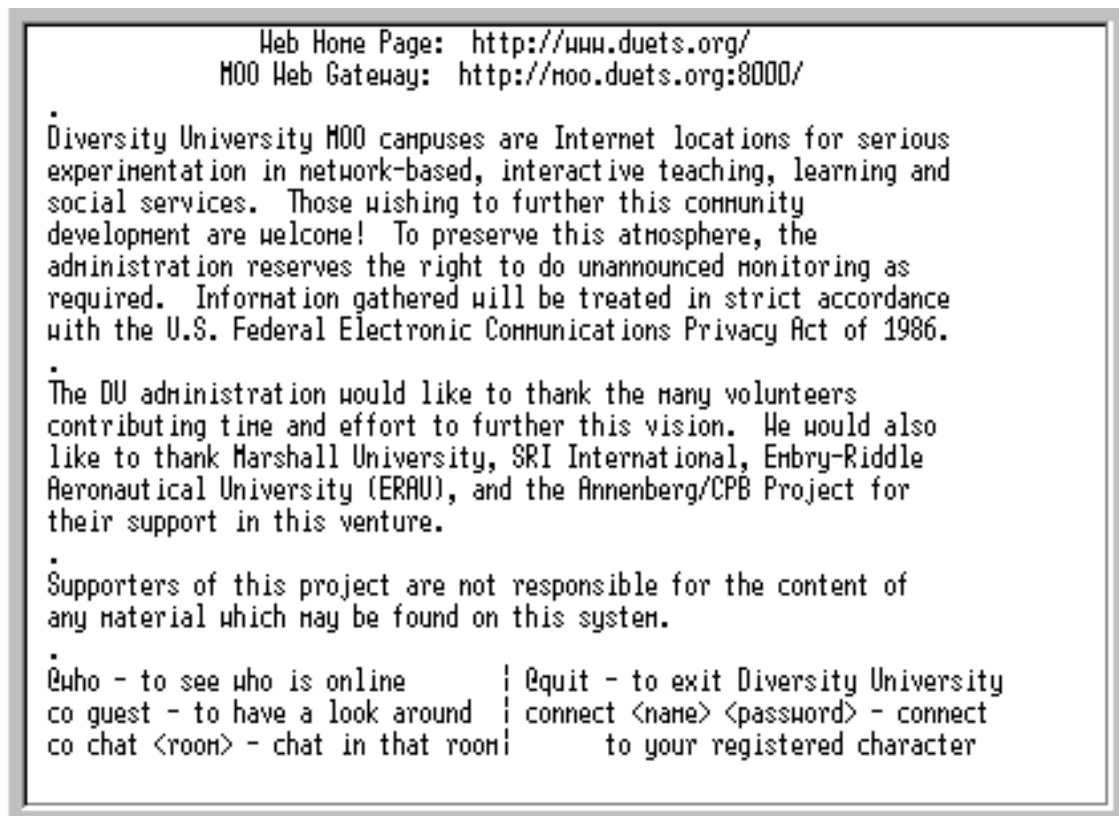 Web Home Page:  http://www.duets.org/
MOO Web Gateway:  http://moo.duets.org:8000/
.
Diversity University MOO campuses are Internet locations for serious
experimentation in network-based, interactive teaching, learning and
social services.  Those wishing to further this community
development are welcome!  To preserve this atmosphere, the
administration reserves the right to do unannounced monitoring as
required.  Information gathered will be treated in strict accordance
with the U.S. Federal Electronic Communications Privacy Act of 1986.
.
The DU administration would like to thank the many volunteers
contributing time and effort to further this vision.  We would also
like to thank Marshall University, SRI International, Embry-Riddle
Aeronautical University (ERAU), and the Annenberg/CPB Project for
their support in this venture.
.
Supporters of this project are not responsible for the content of
any material which may be found on this system.
.
@who - to see who is online       | @quit - to exit Diversity University
co guest - to have a look around  | connect <name> <password> - connect
co chat <room> - chat in that room|       to your registered character